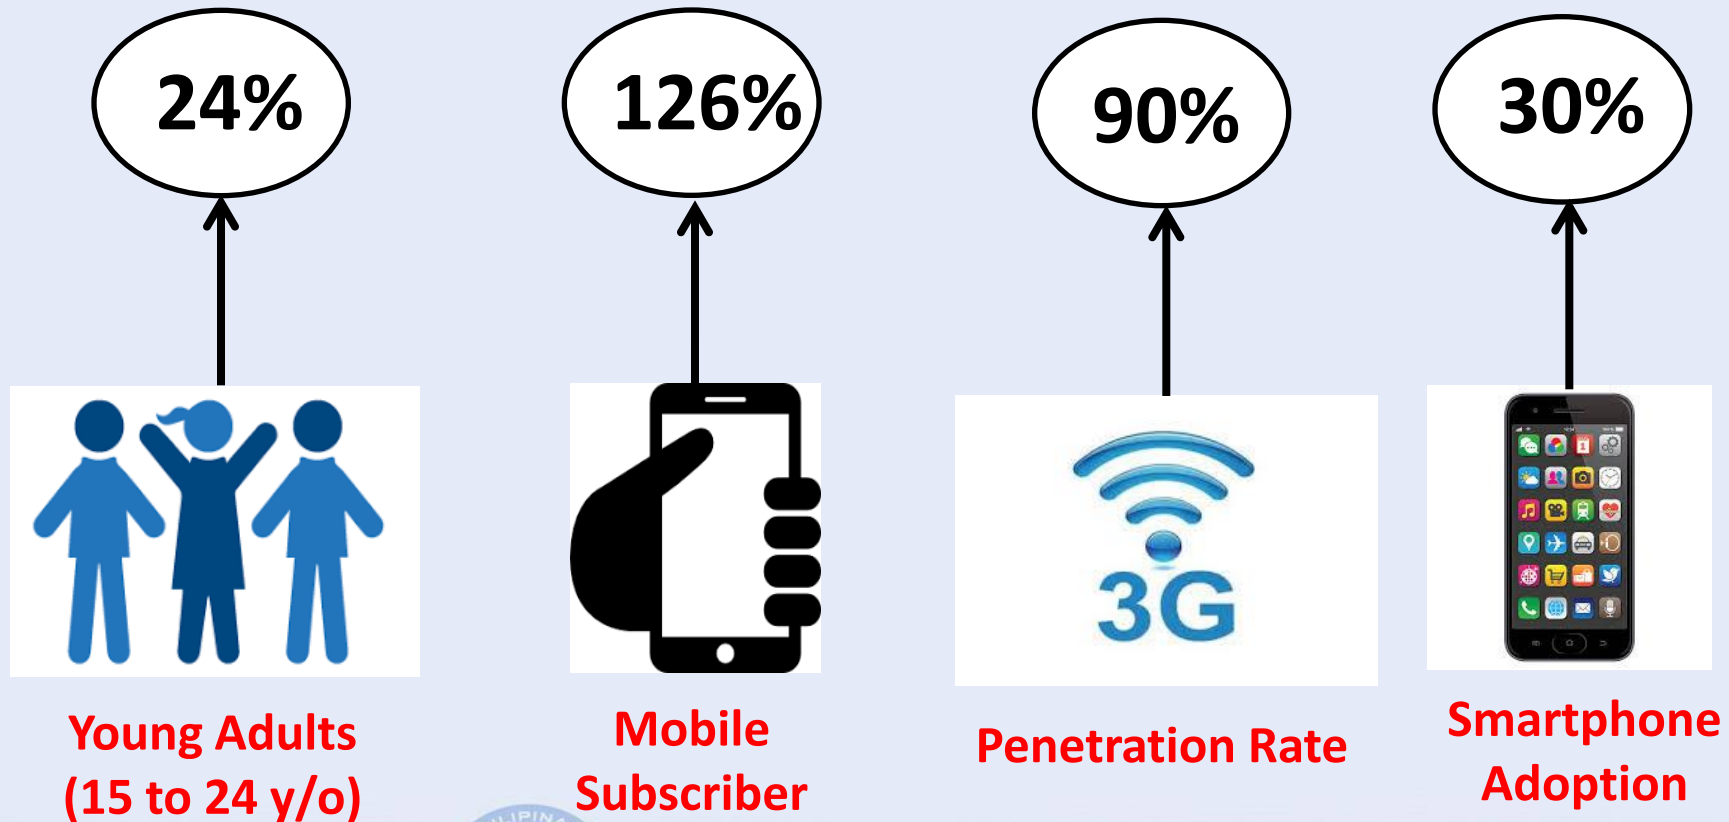 24%
126%
90%
30%
3G
Young Adults
(15 to 24 y/o)
Mobile
Subscriber
Penetration Rate
Smartphone
Adoption